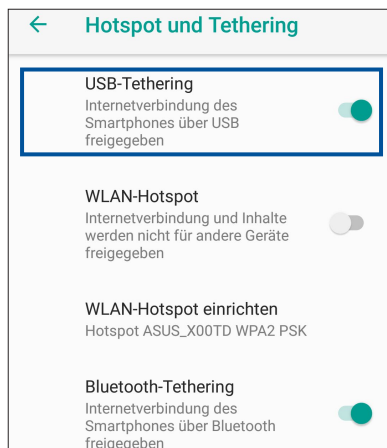 Hotspot und Tethering
USB-Tethering
Internetverbindung des
Smartphones über USB
freigegeben
WLAN-Hotspot
Internetverbindung und Inhalte
werden nicht für andere Geräte
freigegeben
WLAN-Hotspot einrichten
Hotspot ASUS_X00TD WPA2 PSK
Bluetooth-Tethering
Internetverbindung des
Smartphones über Bluetooth
freigegeben